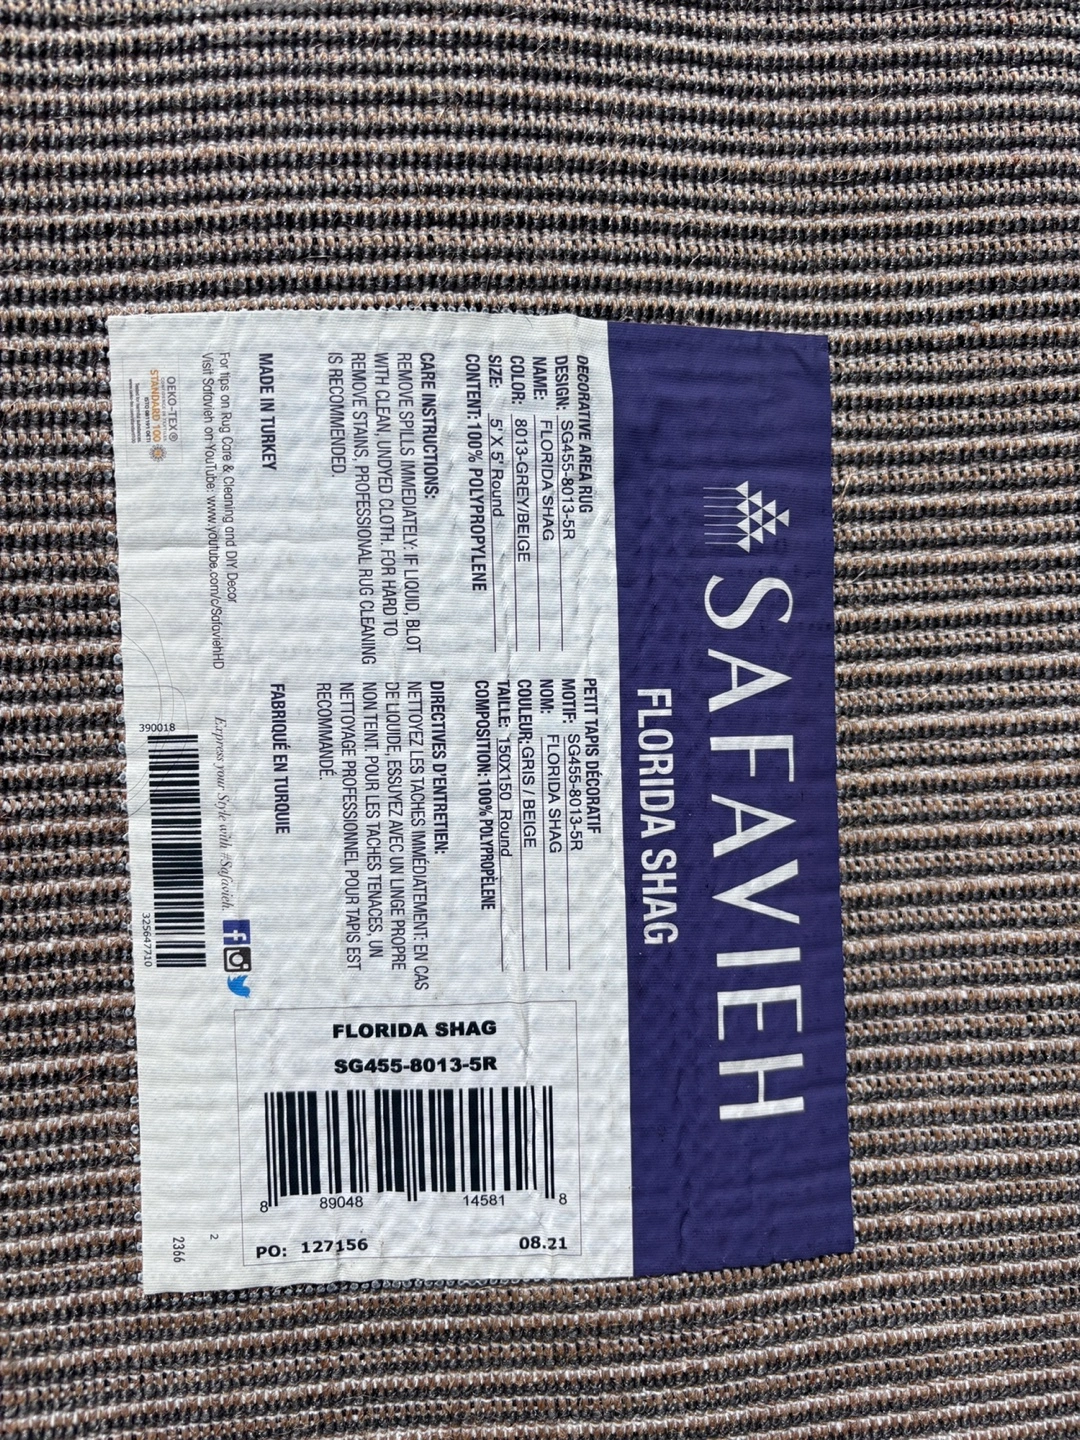 SAFAVIEH
FLORIDA SHAG
DECORATIVE AREA RUG
DESIGN: SG455-8013-5R
NAME: FLORIDA SHAG
COLOR: 8013-GREY/BEIGE
SIZE: 5' X 5' Round
CONTENT: 100% POLYPROPYLENE
CARE INSTRUCTIONS:
REMOVE SPILLS IMMEDIATELY: IF LIQUID, BLOT
WITH CLEAN, UNDYED CLOTH. FOR HARD TO
REMOVE STAINS, PROFESSIONAL RUG CLEANING
IS RECOMMENDED.
MADE IN TURKEY
For tips on Rug Care & Cleaning and DIY Decor
Visit Safavieh on YouTube: www.youtube.com/c/SafaviehHD
OEKO-TEX®
STANDARD 100
PETIT TAPIS DÉCORATIF
MOTIF: SG455-8013-5R
NOM: FLORIDA SHAG
COULEUR: GRIS / BEIGE
TAILLE: 150X150 Round
COMPOSITION: 100% POLYPROPÈLENE
DIRECTIVES D'ENTRETIEN:
NETTOYEZ LES TACHES IMMÉDIATEMENT: EN CAS
DE LIQUIDE, ESSUYEZ AVEC UN LINGE PROPRE
NON TEINT. POUR LES TACHES TENACES, UN
NETTOYAGE PROFESSIONNEL POUR TAPIS EST
RECOMMANDÉ.
FABRIQUÉ EN TURQUIE
Express your Style with #Safavieh
390018
325647710
FLORIDA SHAG
SG455-8013-5R
8 89048 14581 8
PO: 127156 08.21
2
2366